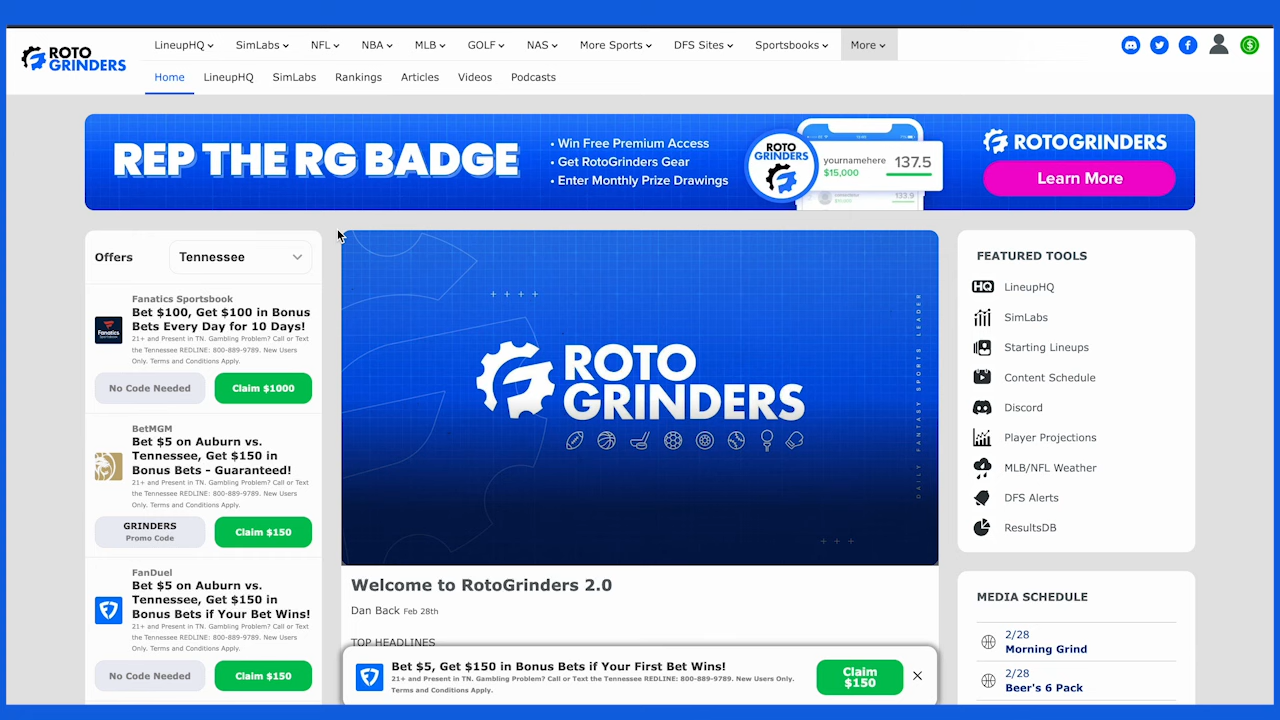 ROTO
GRINDERS
LineupHQ SimLabs NFL NBA MLB GOLF NAS More Sports DFS Sites Sportsbooks More
Home LineupHQ SimLabs Rankings Articles Videos Podcasts
REP THE RG BADGE
• Win Free Premium Access
• Get RotoGrinders Gear
• Enter Monthly Prize Drawings
ROTO
GRINDERS
yournamehere
$15,000
137.5
133.9
ROTOGRINDERS
Learn More
Offers
Tennessee
Fanatics Sportsbook
Bet $100, Get $100 in Bonus
Bets Every Day for 10 Days!
21+ and Present in TN. Gambling Problem? Call or Text
the Tennessee REDLINE: 800-889-9789. New Users
Only. Terms and Conditions Apply.
Fanatics
No Code Needed
Claim $1000
BetMGM
Bet $5 on Auburn vs.
Tennessee, Get $150 in
Bonus Bets - Guaranteed!
21+ and Present in TN. Gambling Problem? Call or Text
the Tennessee REDLINE: 800-889-9789. New Users
Only. Terms and Conditions Apply.
GRINDERS
Promo Code
Claim $150
FanDuel
Bet $5 on Auburn vs.
Tennessee, Get $150 in
Bonus Bets if Your Bet Wins!
21+ and Present in TN. Gambling Problem? Call or Text
the Tennessee REDLINE: 800-889-9789. New Users
Only. Terms and Conditions Apply.
No Code Needed
Claim $150
ROTO
GRINDERS
DAILY FANTASY SPORTS LEADER
Welcome to RotoGrinders 2.0
Dan Back Feb 28th
TOP HEADLINES
Bet $5, Get $150 in Bonus Bets if Your First Bet Wins!
21+ and Present in TN. Gambling Problem? Call or Text the Tennessee REDLINE: 800-889-9789. New Users Only.
Terms and Conditions Apply.
Claim
$150
FEATURED TOOLS
HQ LineupHQ
SimLabs
Starting Lineups
Content Schedule
Discord
Player Projections
MLB/NFL Weather
DFS Alerts
ResultsDB
MEDIA SCHEDULE
2/28
Morning Grind
2/28
Beer's 6 Pack